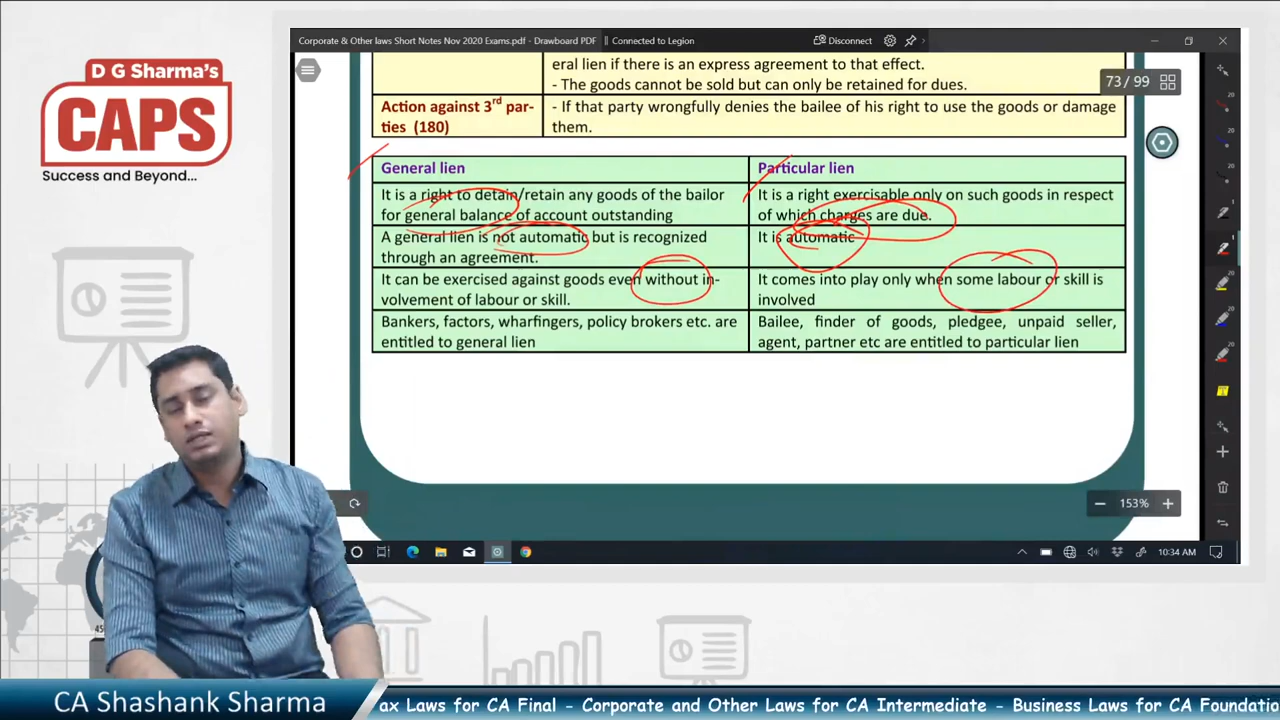 D G Sharma's
CAPS
Success and Beyond...
Corporate & Other laws Short Notes Nov 2020 Exams.pdf - Drawboard PDF
Connected to Legion
Disconnect
73 / 99
eral lien if there is an express agreement to that effect.
- The goods cannot be sold but can only be retained for dues.
Action against 3rd par-
ties (180)
- If that party wrongfully denies the bailee of his right to use the goods or damage
them.
General lien
Particular lien
It is a right to detain/retain any goods of the bailor
for general balance of account outstanding
It is a right exercisable only on such goods in respect
of which charges are due.
A general lien is not automatic but is recognized
through an agreement.
It is automatic
It can be exercised against goods even without in-
volvement of labour or skill.
It comes into play only when some labour or skill is
involved
Bankers, factors, wharfingers, policy brokers etc. are
entitled to general lien
Bailee, finder of goods, pledgee, unpaid seller,
agent, partner etc are entitled to particular lien
153%
10:34 AM
45
CA Shashank Sharma
ax Laws for CA Final - Corporate and Other Laws for CA Intermediate - Business Laws for CA Foundatio